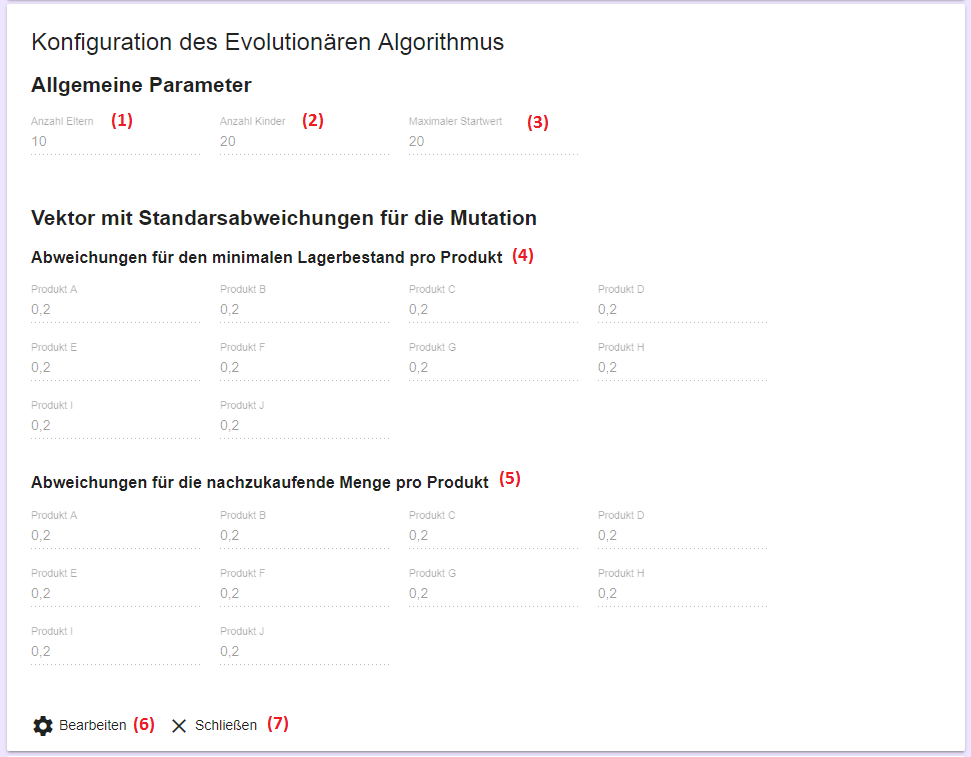 Konfiguration des Evolutionären Algorithmus
Allgemeine Parameter
Anzahl Eltern (1) Anzahl Kinder (2) Maximaler Startwert (3)
10 20 20
Vektor mit Standarsabweichungen für die Mutation
Abweichungen für den minimalen Lagerbestand pro Produkt (4)
Produkt A Produkt B Produkt C Produkt D
0,2 0,2 0,2 0,2
Produkt E Produkt F Produkt G Produkt H
0,2 0,2 0,2 0,2
Produkt I Produkt J
0,2 0,2
Abweichungen für die nachzukaufende Menge pro Produkt (5)
Produkt A Produkt B Produkt C Produkt D
0,2 0,2 0,2 0,2
Produkt E Produkt F Produkt G Produkt H
0,2 0,2 0,2 0,2
Produkt I Produkt J
0,2 0,2
Bearbeiten (6) Schließen (7)